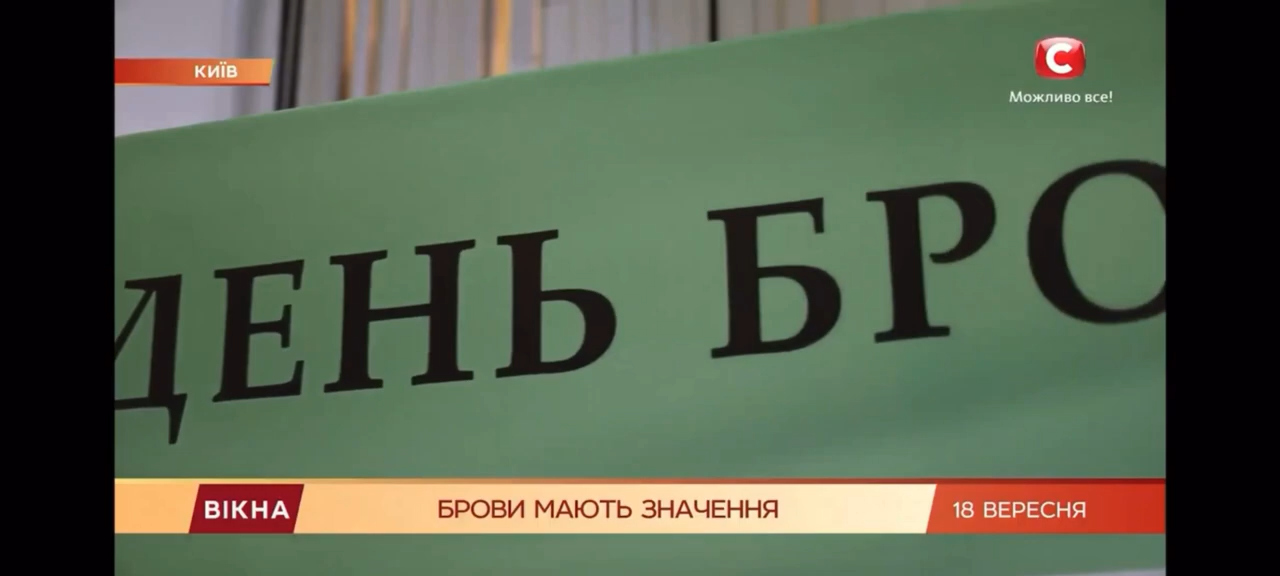 КИЇВ
С
Можливо все!
ДЕНЬ БРО
ВІКНА
БРОВИ МАЮТЬ ЗНАЧЕННЯ
18 ВЕРЕСНЯ